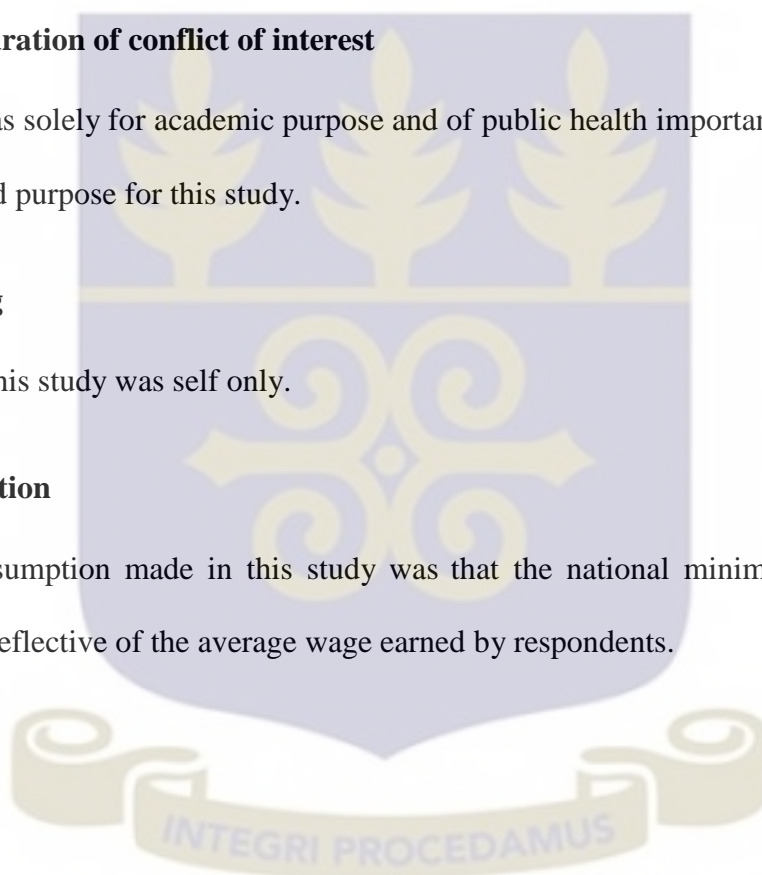 ration of conflict of interest
as solely for academic purpose and of public health importan
d purpose for this study.
g
his study was self only.
tion
sumption made in this study was that the national minim
eflective of the average wage earned by respondents.
INTEGRI PROCEDAMUS